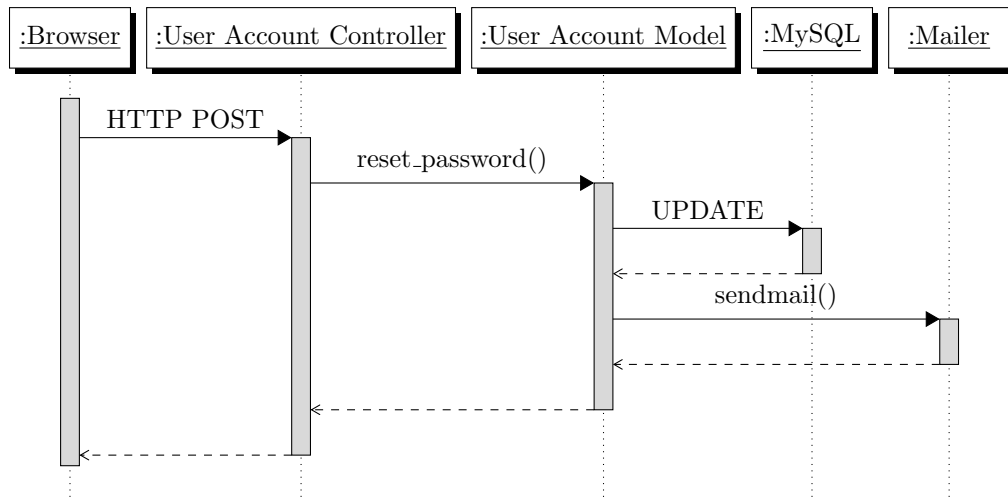 :Browser
:User Account Controller
:User Account Model
:MySQL
:Mailer
HTTP POST
reset_password()
UPDATE
sendmail()